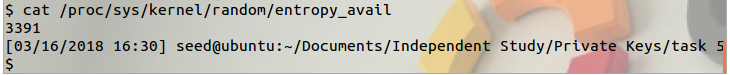 $ cat /proc/sys/kernel/random/entropy_avail
3391
[03/16/2018 16:30] seed@ubuntu:~/Documents/Independent Study/Private Keys/task 5
$